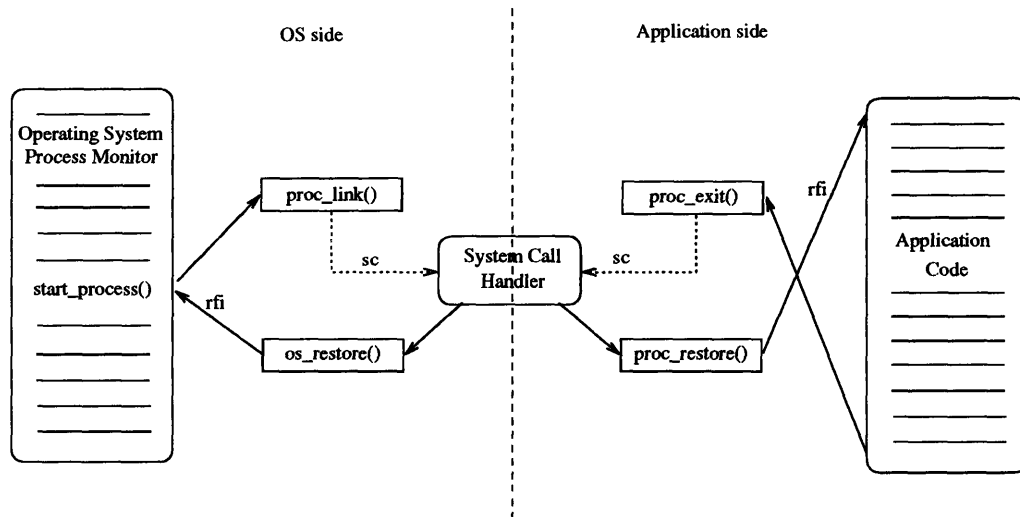 OS side
Application side
Operating System
Process Monitor
proc_link()
proc_exit()
rfi
sc
System Call
Handler
sc
Application
Code
start_process()
rfi
os_restore()
proc_restore()